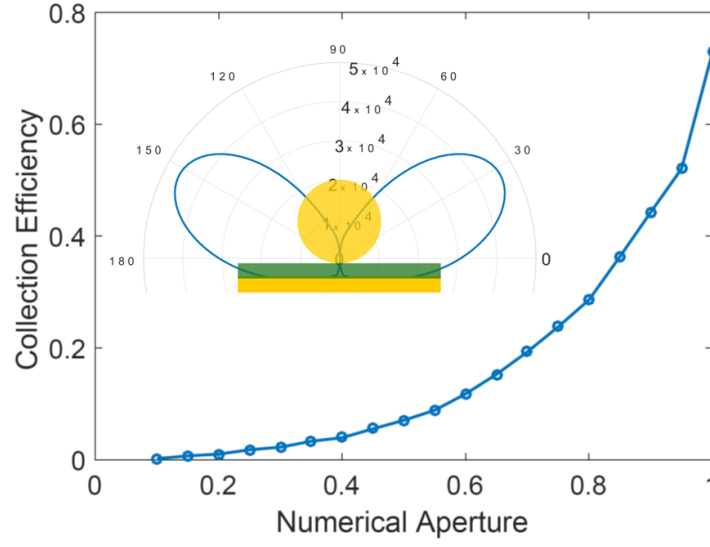 0.8
0.6
0.4
0.2
0
Collection Efficiency
90
120
60
150
30
180
0
5 x 10 4
4 x 10 4
3 x 10 4
2 x 10 4
1 x 10 4
0
0
0.2
0.4
0.6
0.8
1
Numerical Aperture